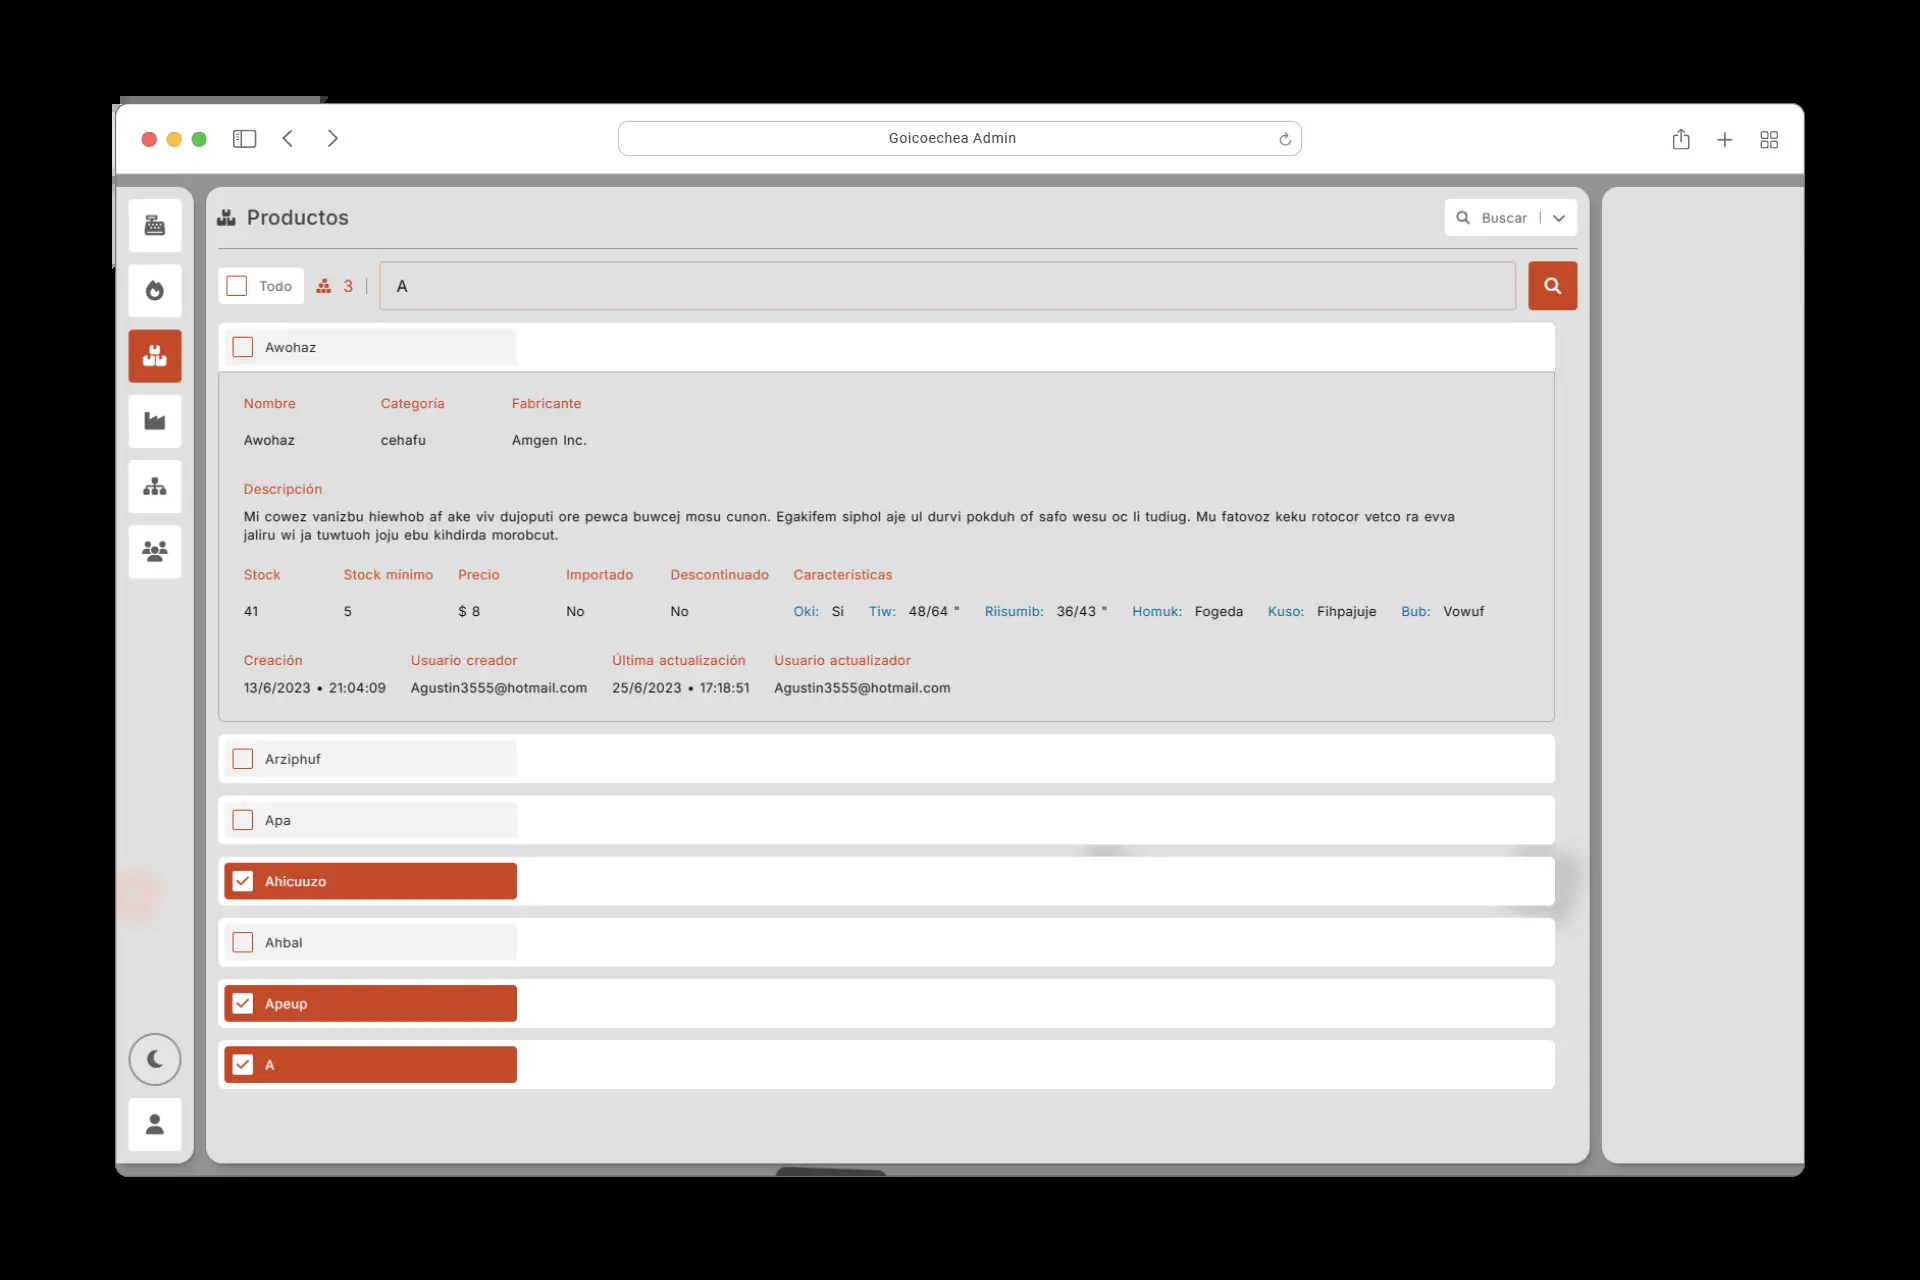 Goicoechea Admin
Productos
Buscar
Todo 3 | A
Awohaz
Nombre Categoría Fabricante
Awohaz cehafu Amgen Inc.
Descripción
Mi cowez vanizbu hiewhob af ake viv dujoputi ore pewca buwcej mosu cunon. Egakifem siphol aje ul durvi pokduh of safo wesu oc li tudiug. Mu fatovoz keku rotocor vetco ra evva
jaliru wi ja tuwtuoh joju ebu kihdirda morobcut.
Stock Stock mínimo Precio Importado Descontinuado Características
41 5 $ 8 No No Oki: Si Tiw: 48/64 " Riisumib: 36/43 " Homuk: Fogeda Kuso: Fihpajuje Bub: Vowuf
Creación Usuario creador Última actualización Usuario actualizador
13/6/2023 • 21:04:09 Agustin3555@hotmail.com 25/6/2023 • 17:18:51 Agustin3555@hotmail.com
Arziphuf
Apa
Ahicuuzo
Ahbal
Apeup
A